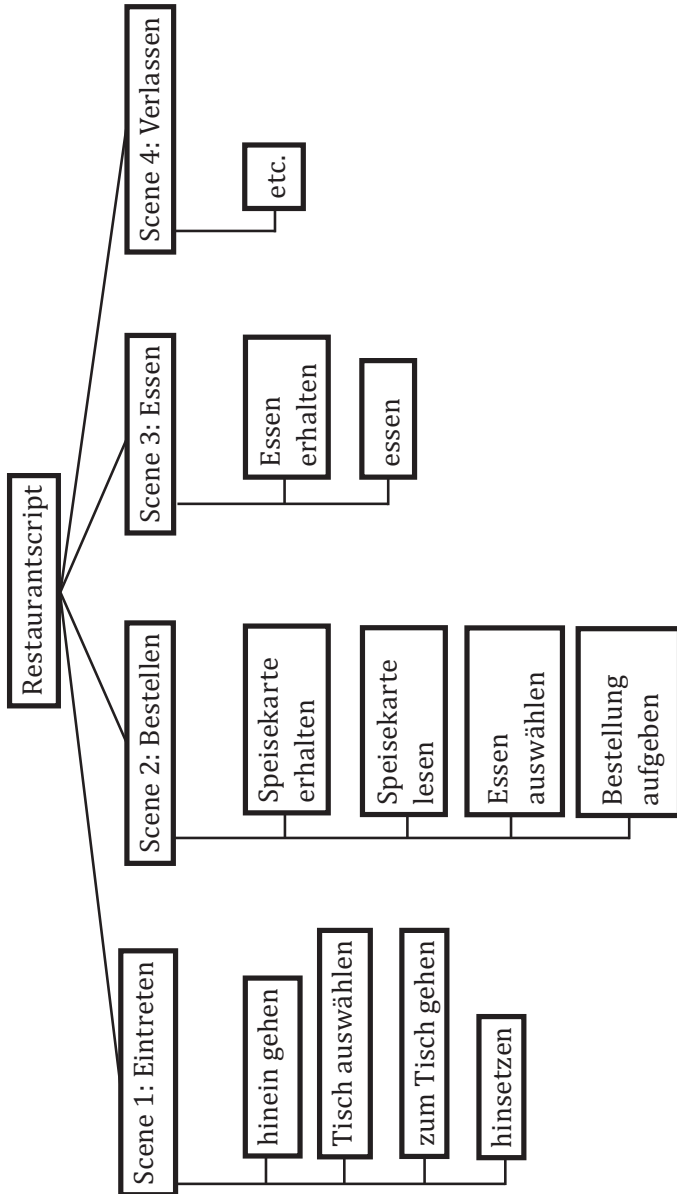 Restaurantscript
Scene 1: Eintreten
hinein gehen
Tisch auswählen
zum Tisch gehen
hinsetzen
Scene 2: Bestellen
Speisekarte
erhalten
Speisekarte
lesen
Essen
auswählen
Bestellung
aufgeben
Scene 3: Essen
Essen
erhalten
essen
Scene 4: Verlassen
etc.